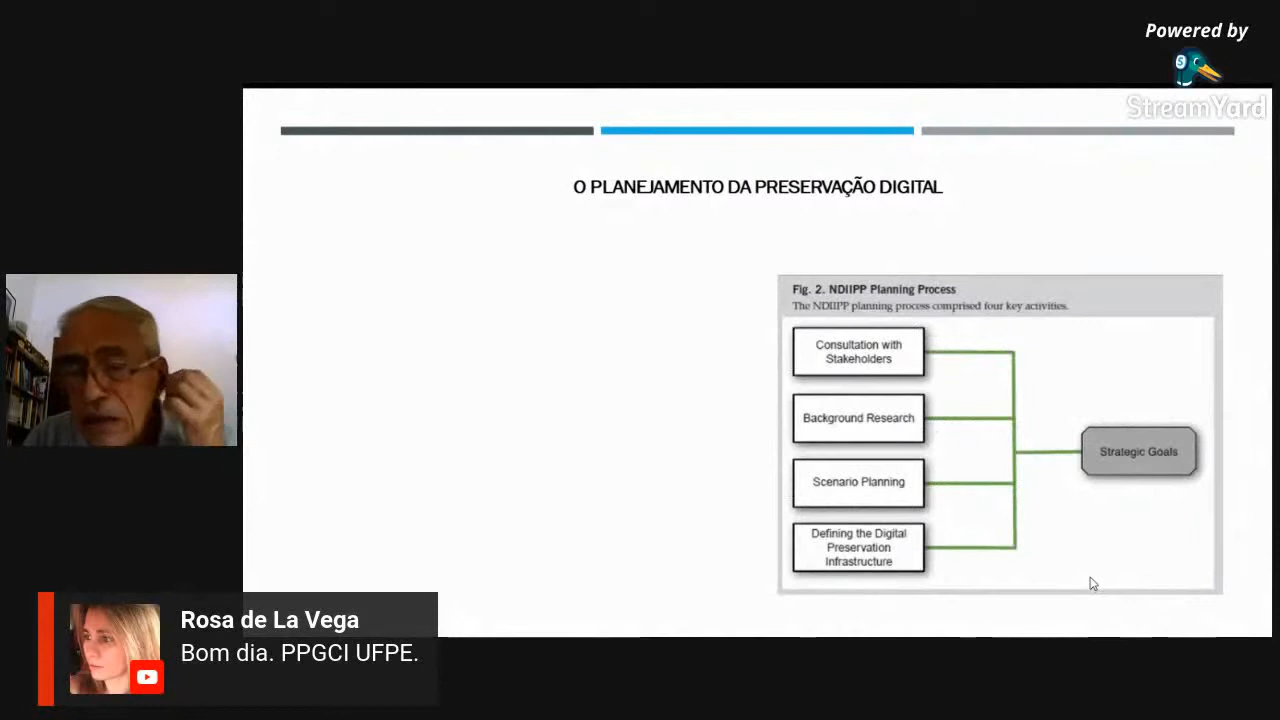 Powered by
StreamYard
O PLANEJAMENTO DA PRESERVAÇÃO DIGITAL
Fig. 2. NDIIPP Planning Process
The NDIIPP planning process comprised four key activities.
Consultation with
Stakeholders
Background Research
Scenario Planning
Defining the Digital
Preservation
Infrastructure
Strategic Goals
Rosa de La Vega
Bom dia. PPGCI UFPE.